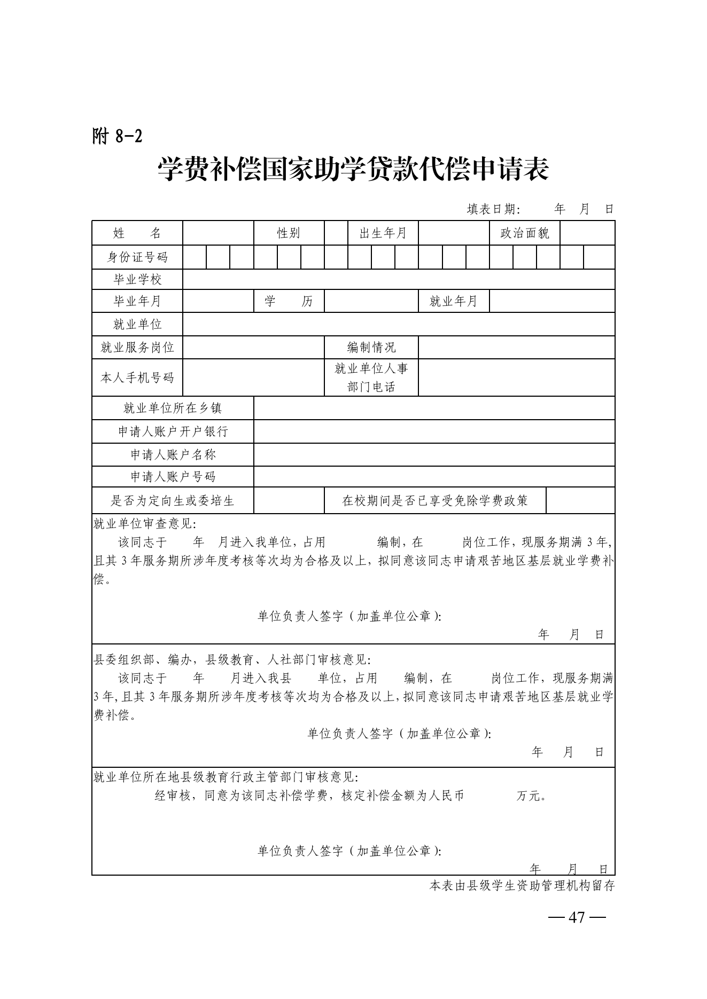 附 8-2
学费补偿国家助学贷款代偿申请表
填表日期： 年 月 日
姓 名 性别 出生年月 政治面貌
身份证号码
毕业学校
毕业年月 学 历 就业年月
就业单位
就业服务岗位 编制情况
本人手机号码 就业单位人事
部门电话
就业单位所在乡镇
申请人账户开户银行
申请人账户名称
申请人账户号码
是否为定向生或委培生 在校期间是否已享受免除学费政策
就业单位审查意见：
该同志于 年 月进入我单位，占用 编制，在 岗位工作，现服务期满 3 年，
且其 3 年服务期所涉年度考核等次均为合格及以上，拟同意该同志申请艰苦地区基层就业学费补
偿。
单位负责人签字（加盖单位公章）：
年 月 日
县委组织部、编办，县级教育、人社部门审核意见：
该同志于 年 月进入我县 单位，占用 编制，在 岗位工作，现服务期满
3 年，且其 3 年服务期所涉年度考核等次均为合格及以上，拟同意该同志申请艰苦地区基层就业学
费补偿。
单位负责人签字（加盖单位公章）：
年 月 日
就业单位所在地县级教育行政主管部门审核意见：
经审核，同意为该同志补偿学费，核定补偿金额为人民币 万元。
单位负责人签字（加盖单位公章）：
年 月 日
本表由县级学生资助管理机构留存
— 47 —